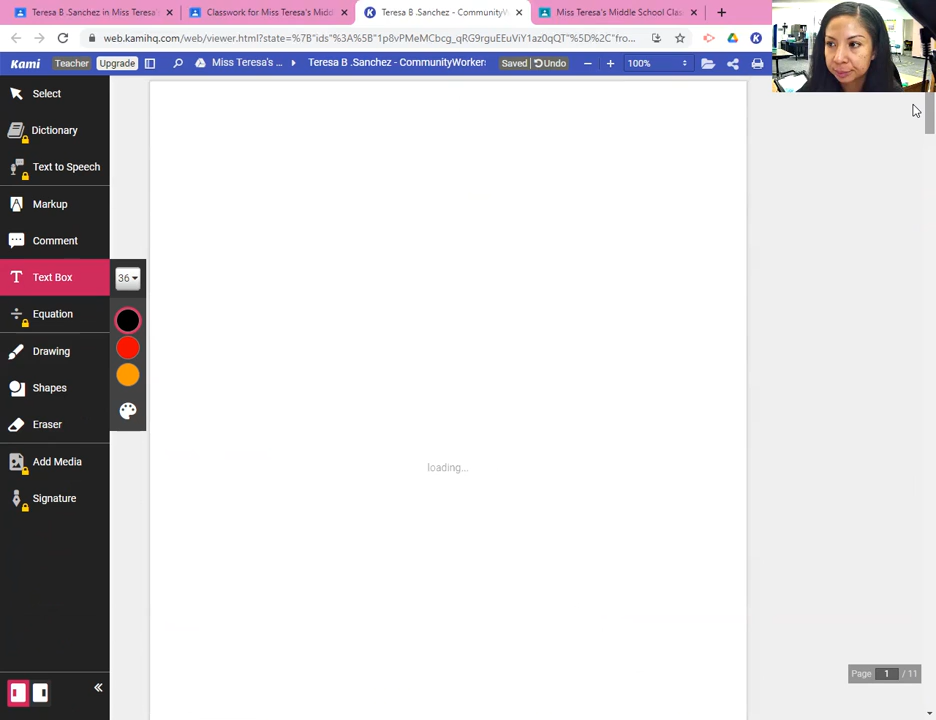 Teresa B .Sanchez in Miss Teresa's
Classwork for Miss Teresa's Midd
Teresa B .Sanchez - CommunityW
Miss Teresa's Middle School Clas
web.kamihq.com/web/viewer.html?state=%7B"ids"%3A%5B"1p8vPMeMCbcg_qRG9rguEEuViY1az0qQT"%5D%2C"fro...
Kami Teacher Upgrade Miss Teresa's ... Teresa B .Sanchez - CommunityWorker: Saved Undo 100%
Select
Dictionary
Text to Speech
Markup
Comment
Text Box
36
Equation
Drawing
Shapes
Eraser
Add Media
Signature
loading...
Page 1 / 11